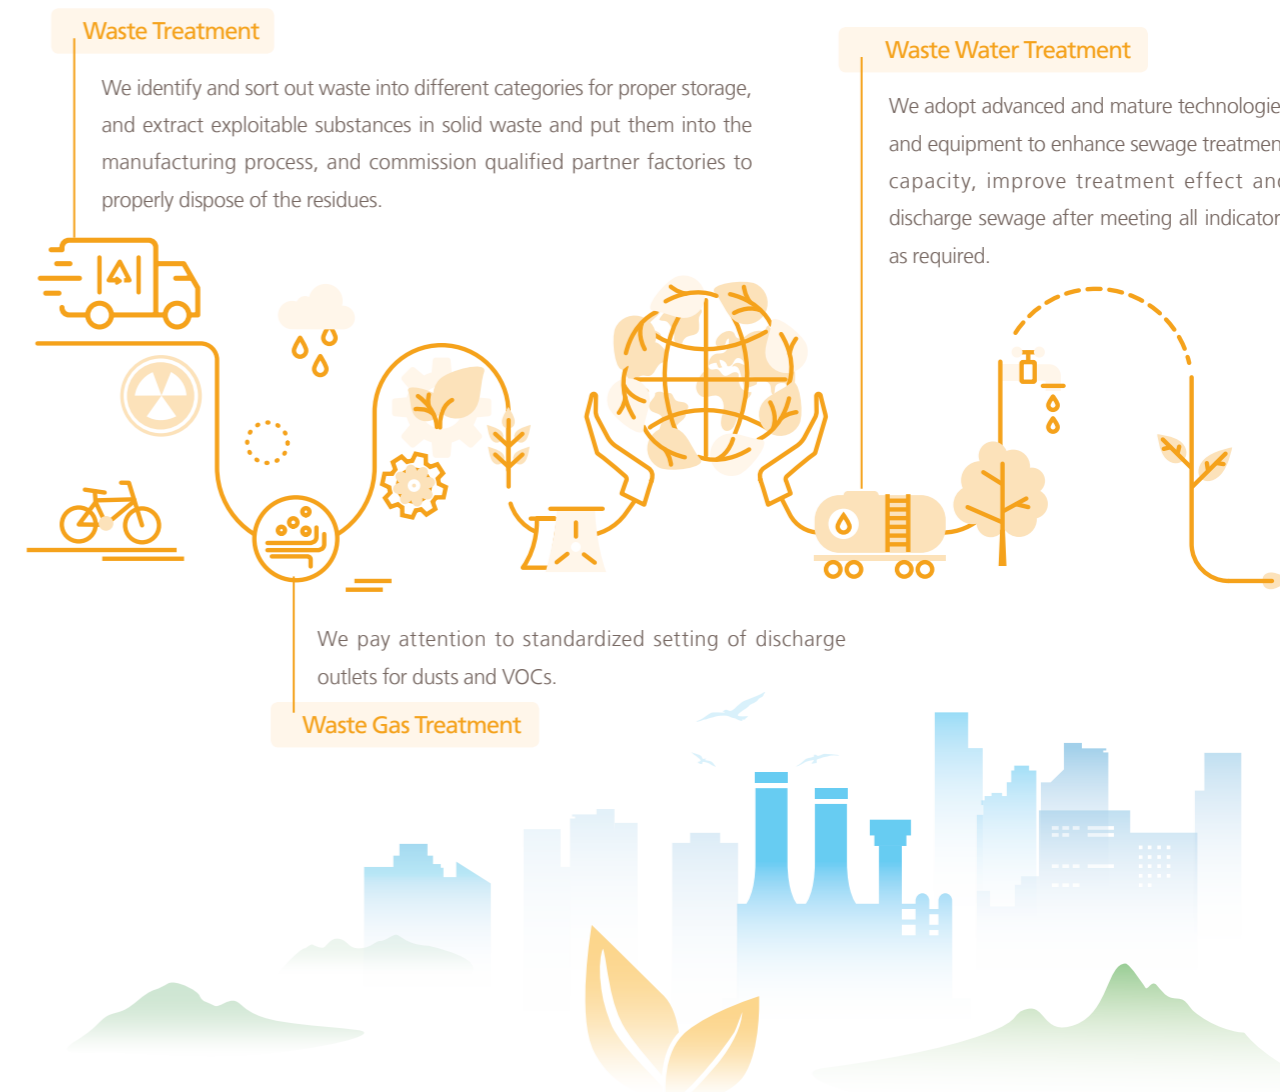 Waste Treatment
We identify and sort out waste into different categories for proper storage,
and extract exploitable substances in solid waste and put them into the
manufacturing process, and commission qualified partner factories to
properly dispose of the residues.
Waste Water Treatment
We adopt advanced and mature technologie
and equipment to enhance sewage treatmen
capacity, improve treatment effect and
discharge sewage after meeting all indicator
as required.
We pay attention to standardized setting of discharge
outlets for dusts and VOCs.
Waste Gas Treatment